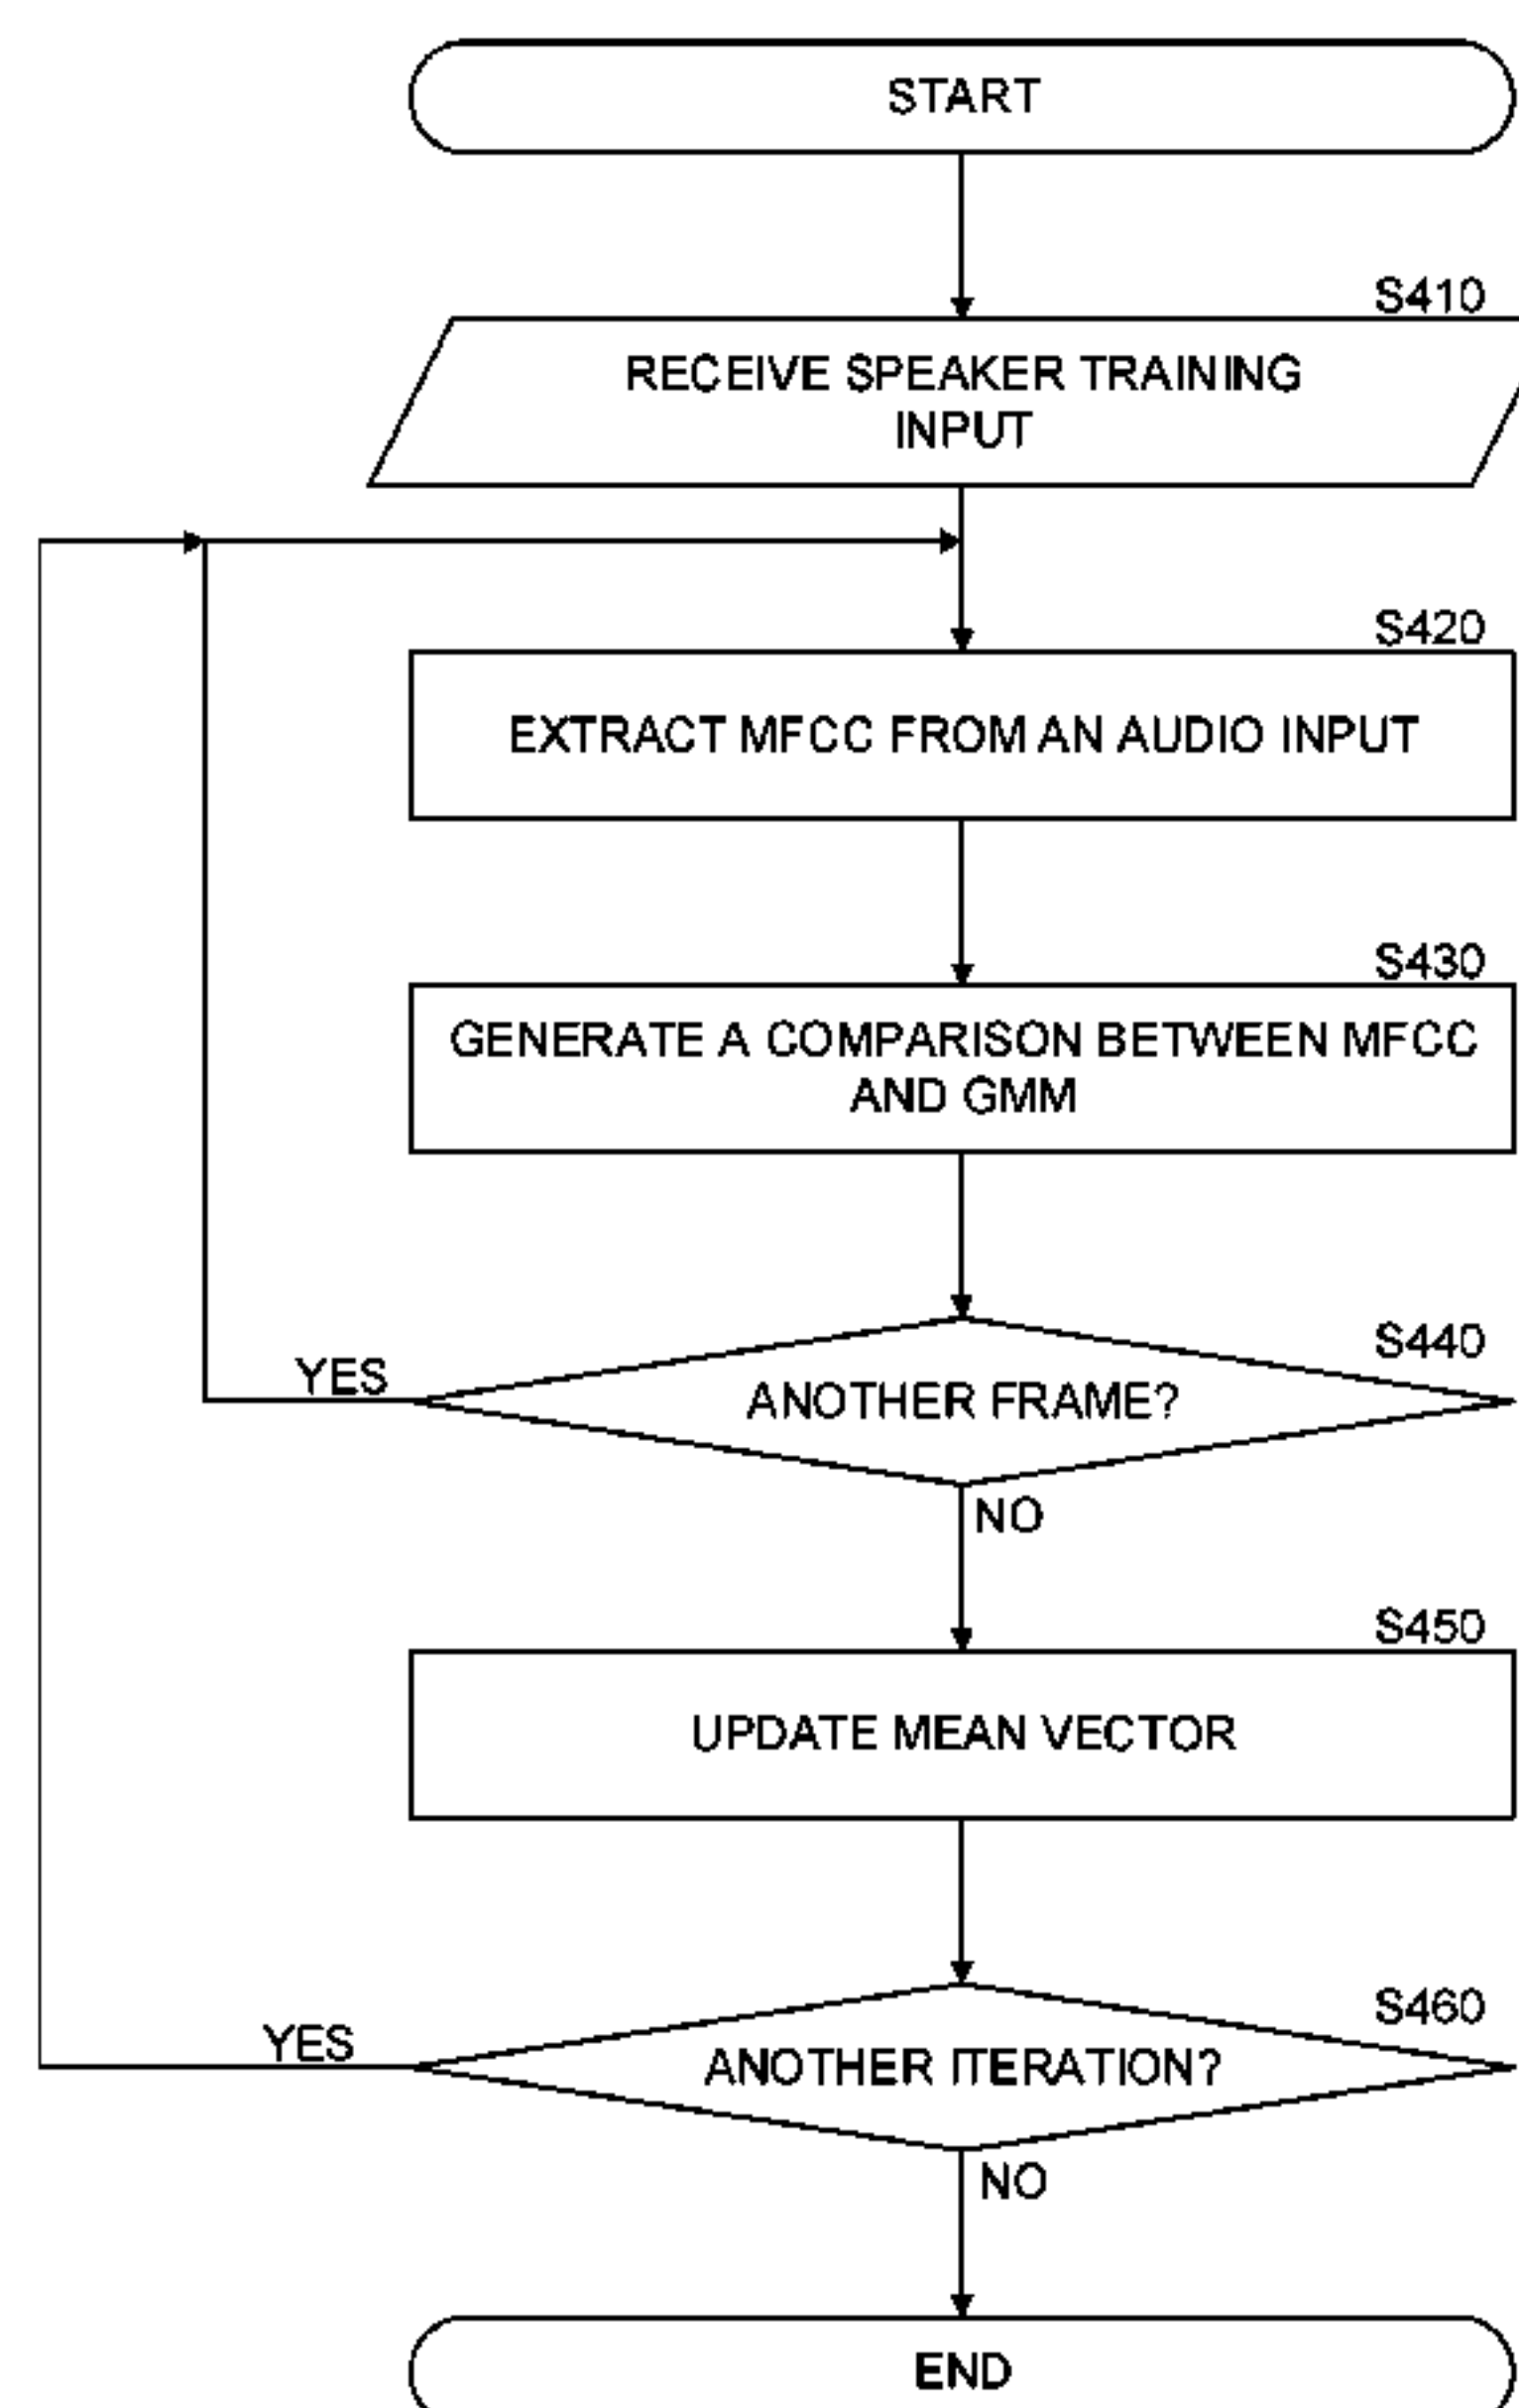 START
S410
RECEIVE SPEAKER TRAINING
INPUT
S420
EXTRACT MFCC FROM AN AUDIO INPUT
S430
GENERATE A COMPARISON BETWEEN MFCC
AND GMM
S440
YES
ANOTHER FRAME?
NO
S450
UPDATE MEAN VECTOR
S460
YES
ANOTHER ITERATION?
NO
END